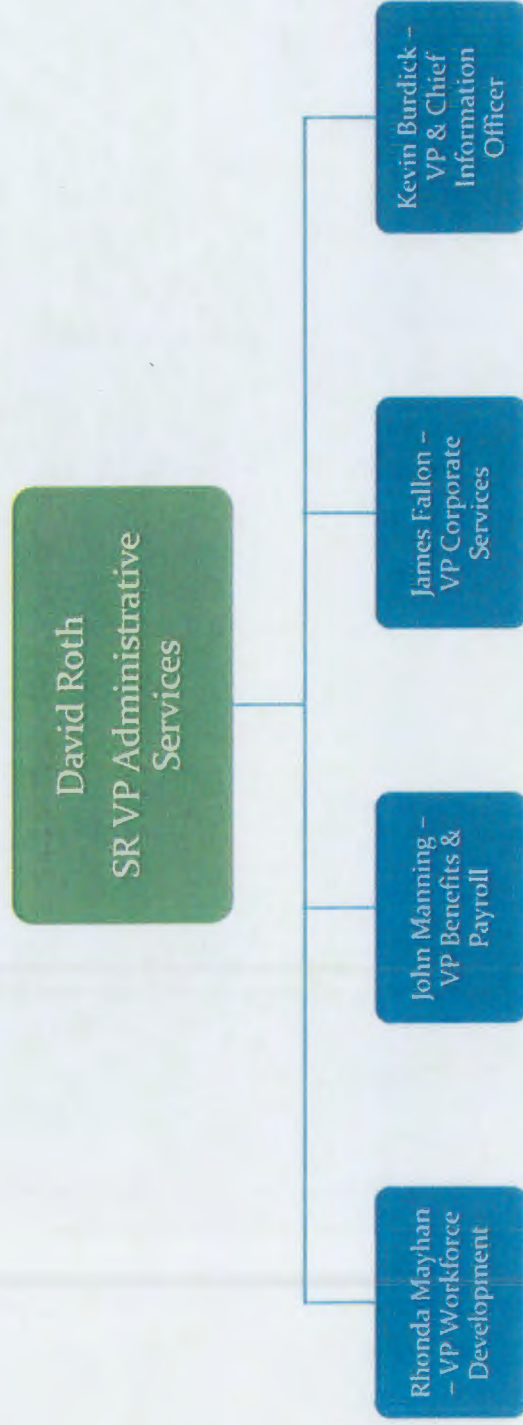 David Roth
SR VP Administrative
Services
Rhonda Mayhan
– VP Workforce
Development
John Manning –
VP Benefits &
Payroll
James Fallon –
VP Corporate
Services
Kevin Burdick –
VP & Chief
Information
Officer